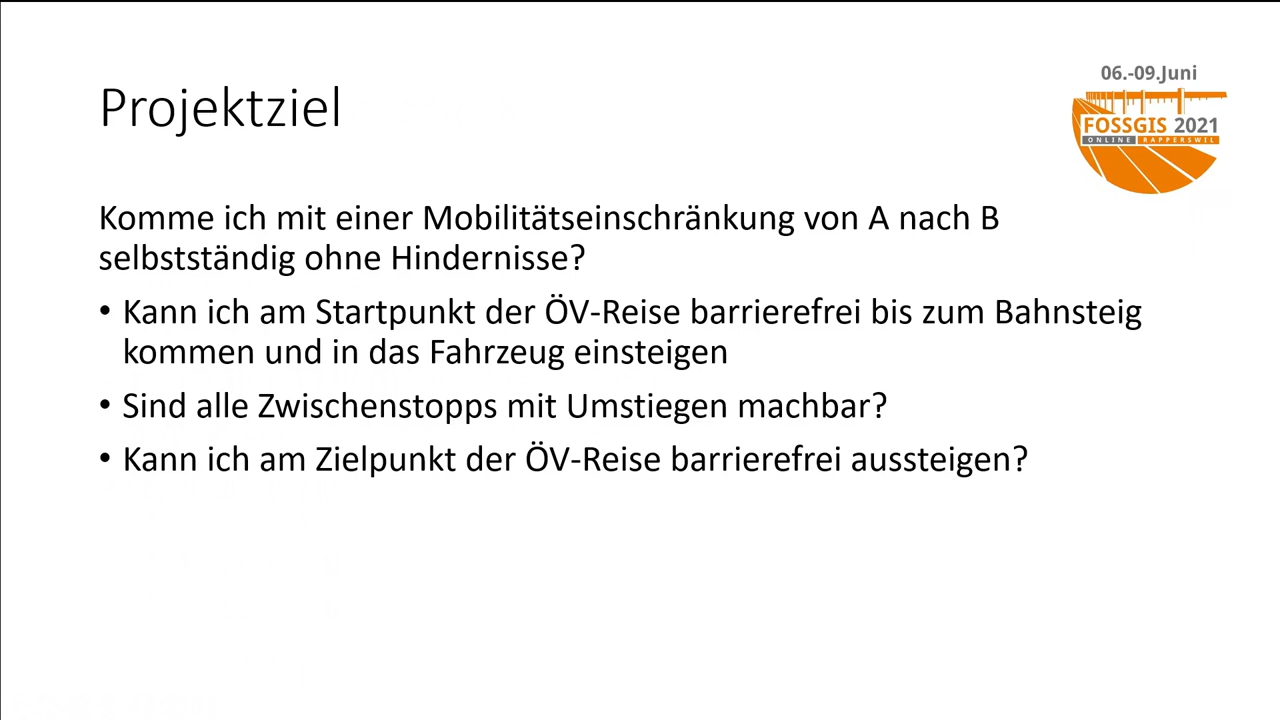 Projektziel
06.-09.Juni
FOSSGIS 2021
ONLINE RAPPERSWIL
Komme ich mit einer Mobilitätseinschränkung von A nach B
selbstständig ohne Hindernisse?
• Kann ich am Startpunkt der ÖV-Reise barrierefrei bis zum Bahnsteig
kommen und in das Fahrzeug einsteigen
• Sind alle Zwischenstopps mit Umstiegen machbar?
• Kann ich am Zielpunkt der ÖV-Reise barrierefrei aussteigen?